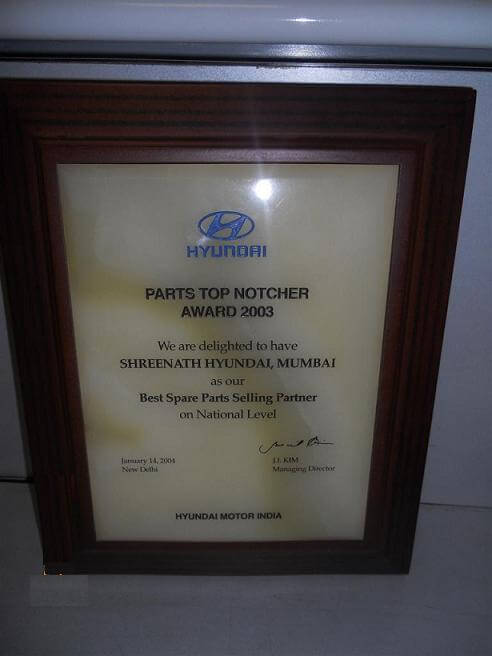 HYUNDAI
PARTS TOP NOTCHER
AWARD 2003
We are delighted to have
SHREENATH HYUNDAI, MUMBAI
as our
Best Spare Parts Selling Partner
on National Level
January 14, 2004
New Delhi
J.I. KIM
Managing Director
HYUNDAI MOTOR INDIA